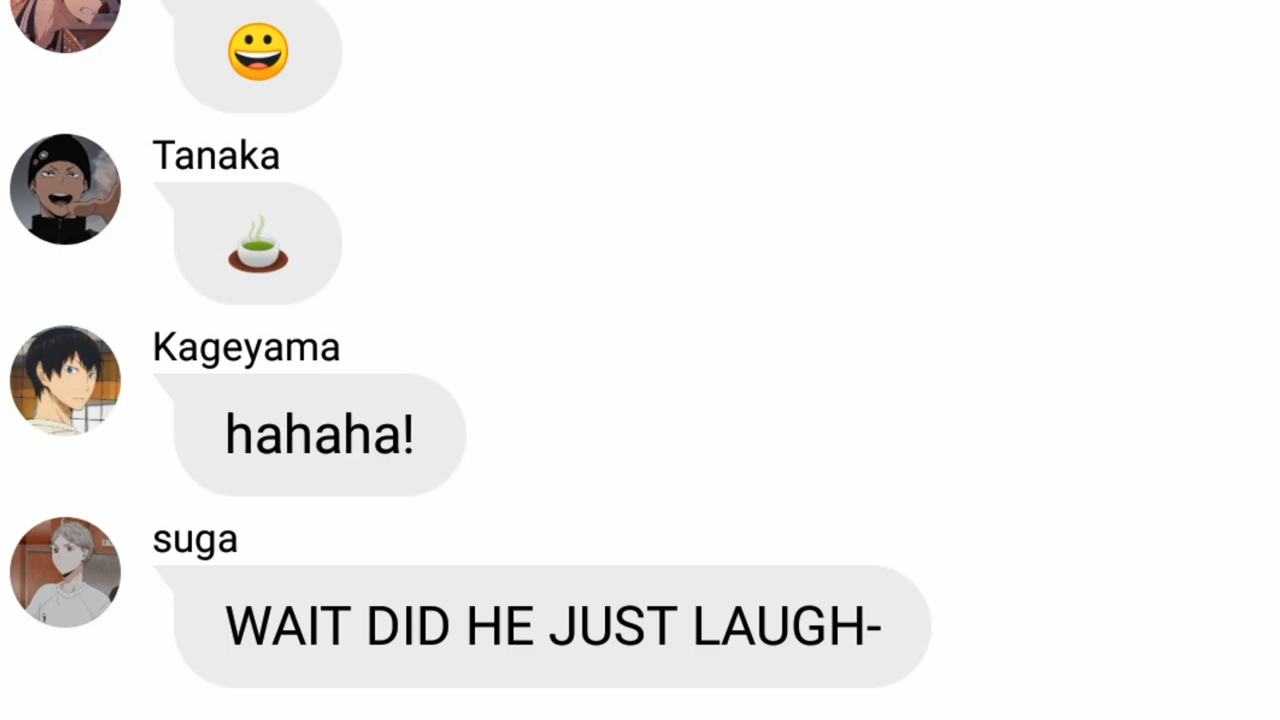 😀
Tanaka
🍵
Kageyama
hahaha!
suga
WAIT DID HE JUST LAUGH-